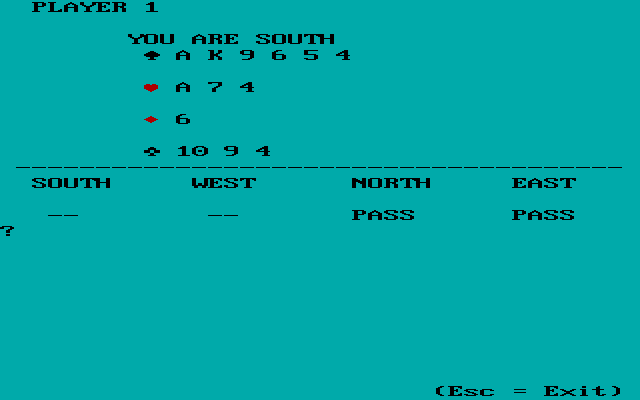 PLAYER 1
YOU ARE SOUTH
♠ A K 9 6 5 4
♥ A 7 4
♦ 6
♣ 10 9 4
SOUTH WEST NORTH EAST
-- -- PASS PASS
?
(Esc = Exit)